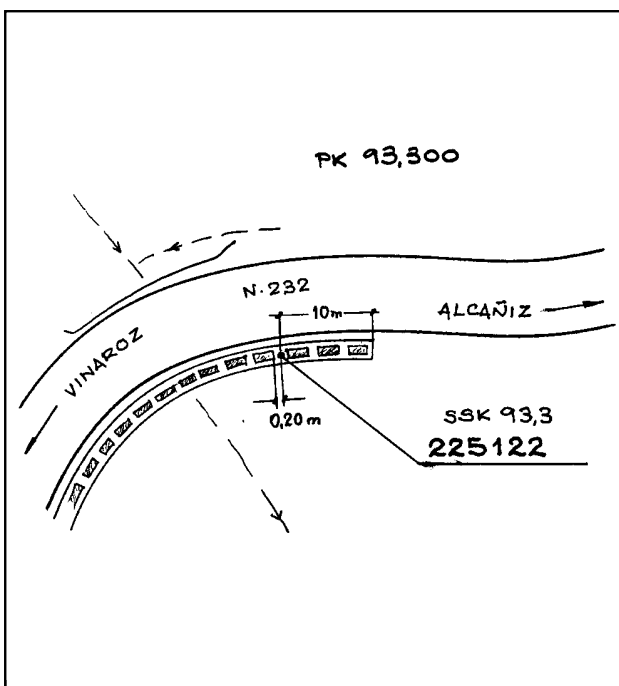 PK 93,300
N-232
10m
ALCAÑIZ
VINAROZ
0,20 m
SSK 93,3
225122